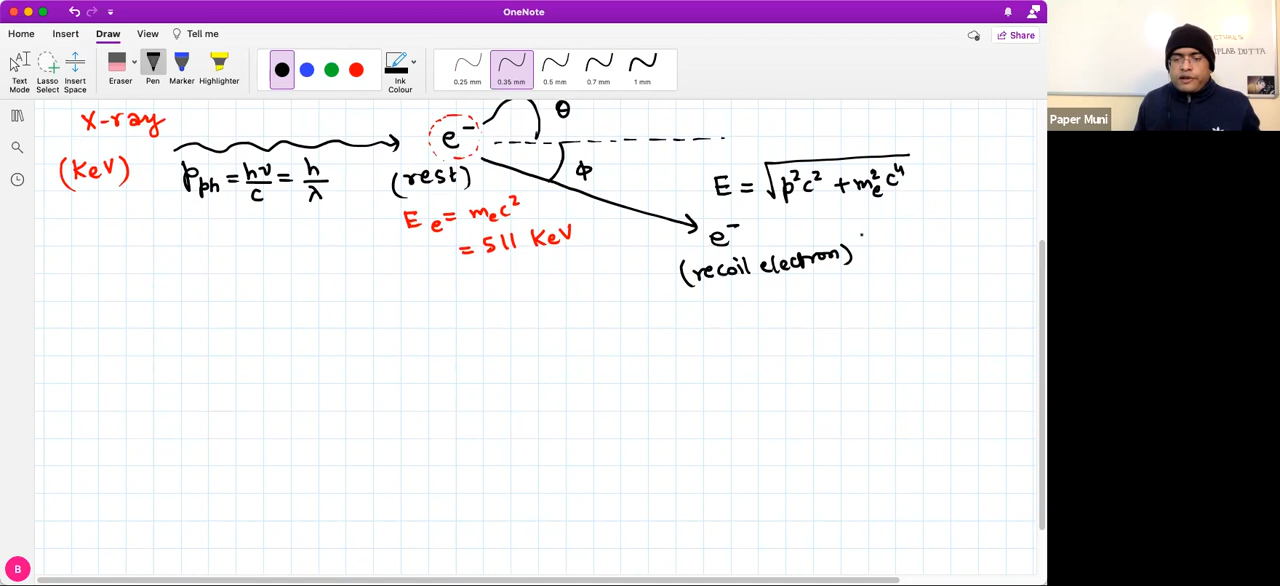 OneNote
Home Insert Draw View Tell me
Share
Text Mode
Lasso Select
Insert Space
Eraser
Pen
Marker
Highlighter
Ink Colour
0.25 mm 0.35 mm 0.5 mm 0.7 mm 1 mm
Paper Muni
X-ray
(KeV)
p_ph = hν/c = h/λ
e⁻
(rest)
E_e = m_e c²
= 511 KeV
θ
ϕ
E = √(p²c² + m_e²c⁴)
e⁻
(recoil electron)
B